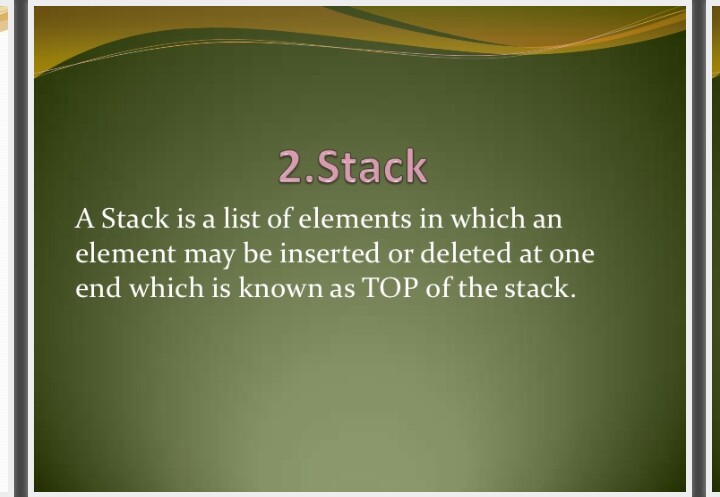 2.Stack
A Stack is a list of elements in which an
element may be inserted or deleted at one
end which is known as TOP of the stack.